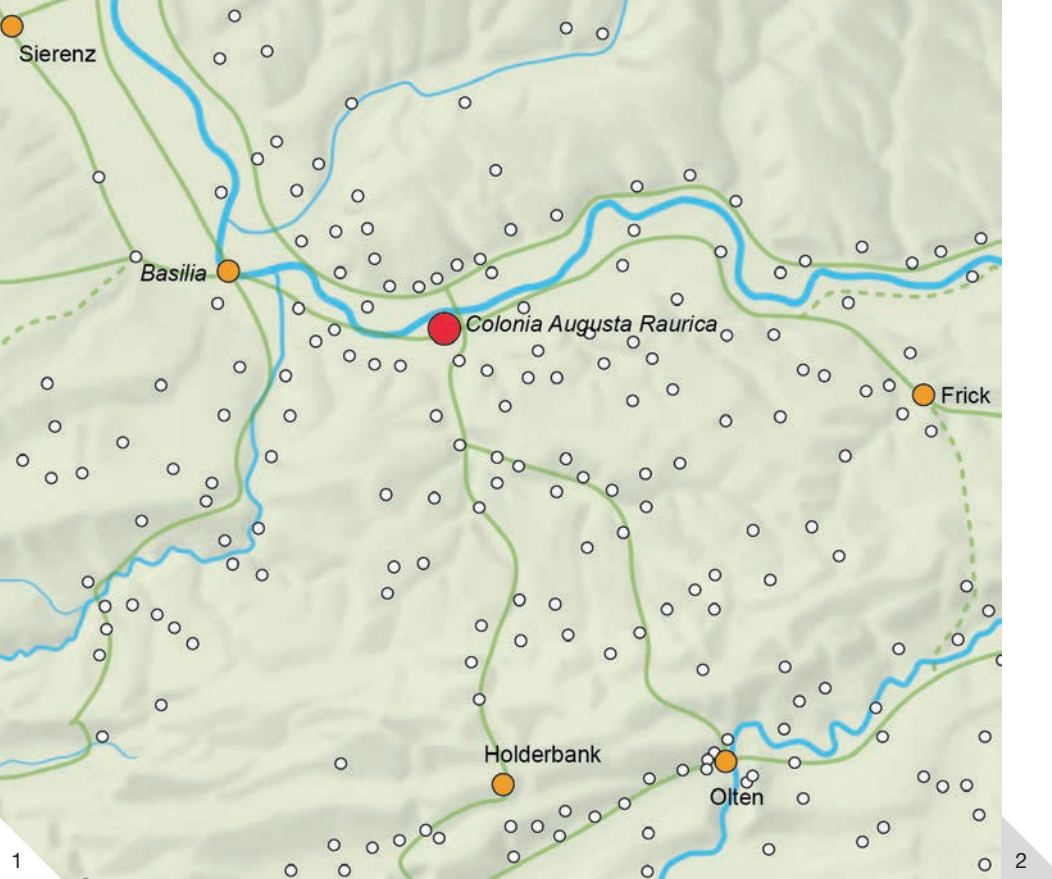 Sierenz
Basilia
Colonia Augusta Raurica
Frick
Holderbank
Olten
1
2